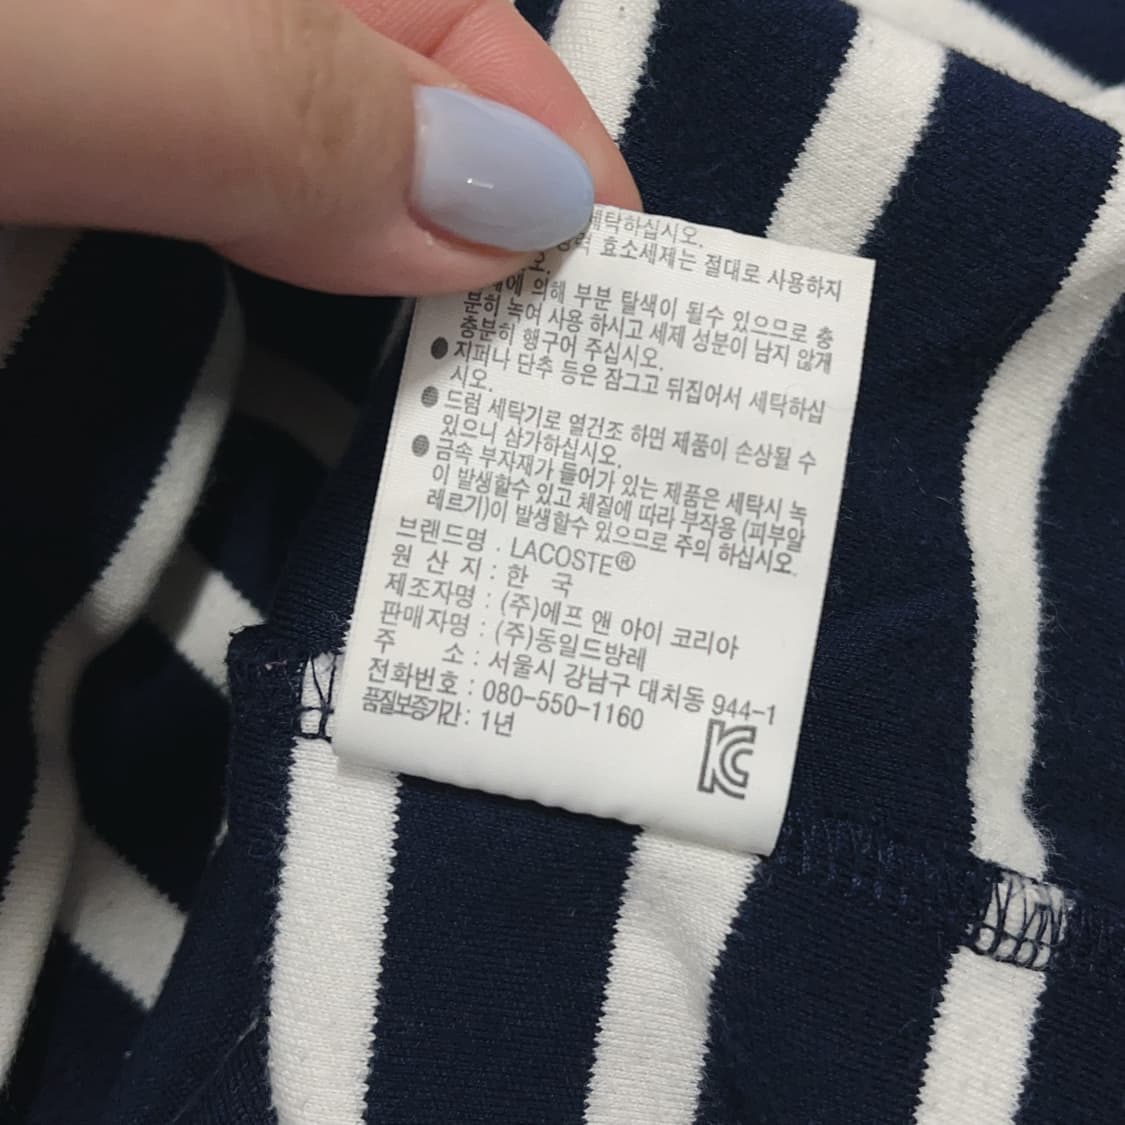 세탁하십시오.
효소세제는 절대로 사용하지
오.
에 의해 부분 탈색이 될수 있으므로 충
분히 녹여 사용 하시고 세제 성분이 남지 않게
충분히 행구어 주십시오.
● 지퍼나 단추 등은 잠그고 뒤집어서 세탁하십
시오.
● 드럼 세탁기로 열건조 하면 제품이 손상될 수
있으니 삼가하십시오.
● 금속 부자재가 들어가 있는 제품은 세탁시 녹
이 발생할수 있고 체질에 따라 부작용 (피부알
레르기)이 발생할수 있으므로 주의 하십시오.
브랜드명 : LACOSTE®
원 산 지 : 한 국
제조자명 : (주)에프 앤 아이 코리아
판매자명 : (주)동일드방레
주 소 : 서울시 강남구 대치동 944-1
전화번호 : 080-550-1160
품질보증기간 : 1년
KC